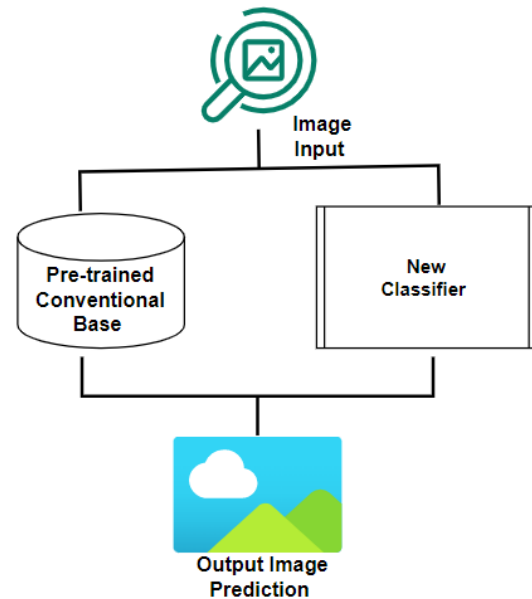 Image
Input
Pre-trained
Conventional
Base
New
Classifier
Output Image
Prediction